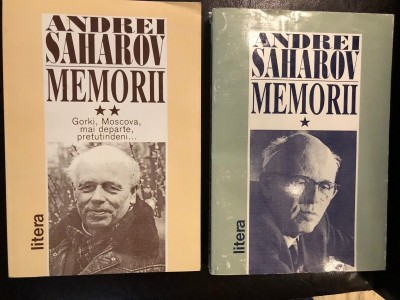 ANDREI
SAHAROV
MEMORII
★★
Gorki, Moscova,
mai departe,
pretutindeni...
litera
ANDREI
SAHAROV
MEMORII
★
litera